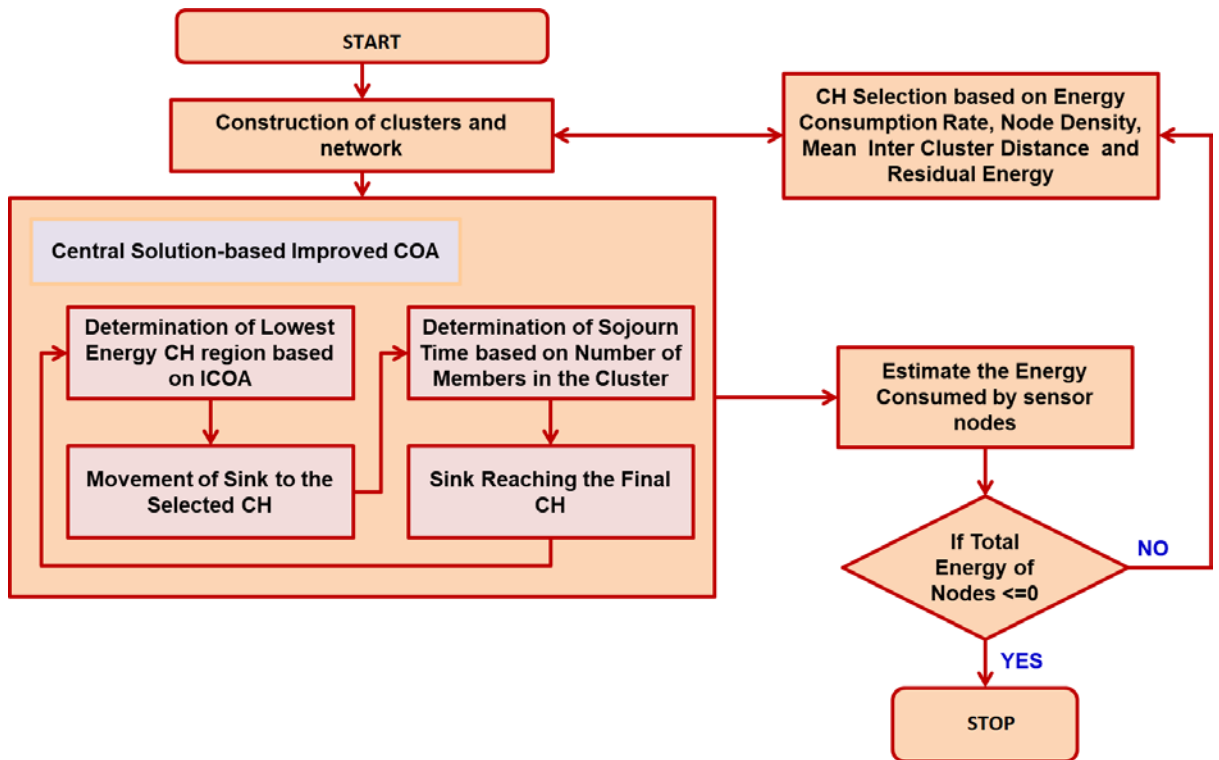 START
Construction of clusters and
network
CH Selection based on Energy
Consumption Rate, Node Density,
Mean Inter Cluster Distance and
Residual Energy
Central Solution-based Improved COA
Determination of Lowest
Energy CH region based
on ICOA
Determination of Sojourn
Time based on Number of
Members in the Cluster
Movement of Sink to the
Selected CH
Sink Reaching the Final
CH
Estimate the Energy
Consumed by sensor
nodes
If Total
Energy of
Nodes <=0
NO
YES
STOP